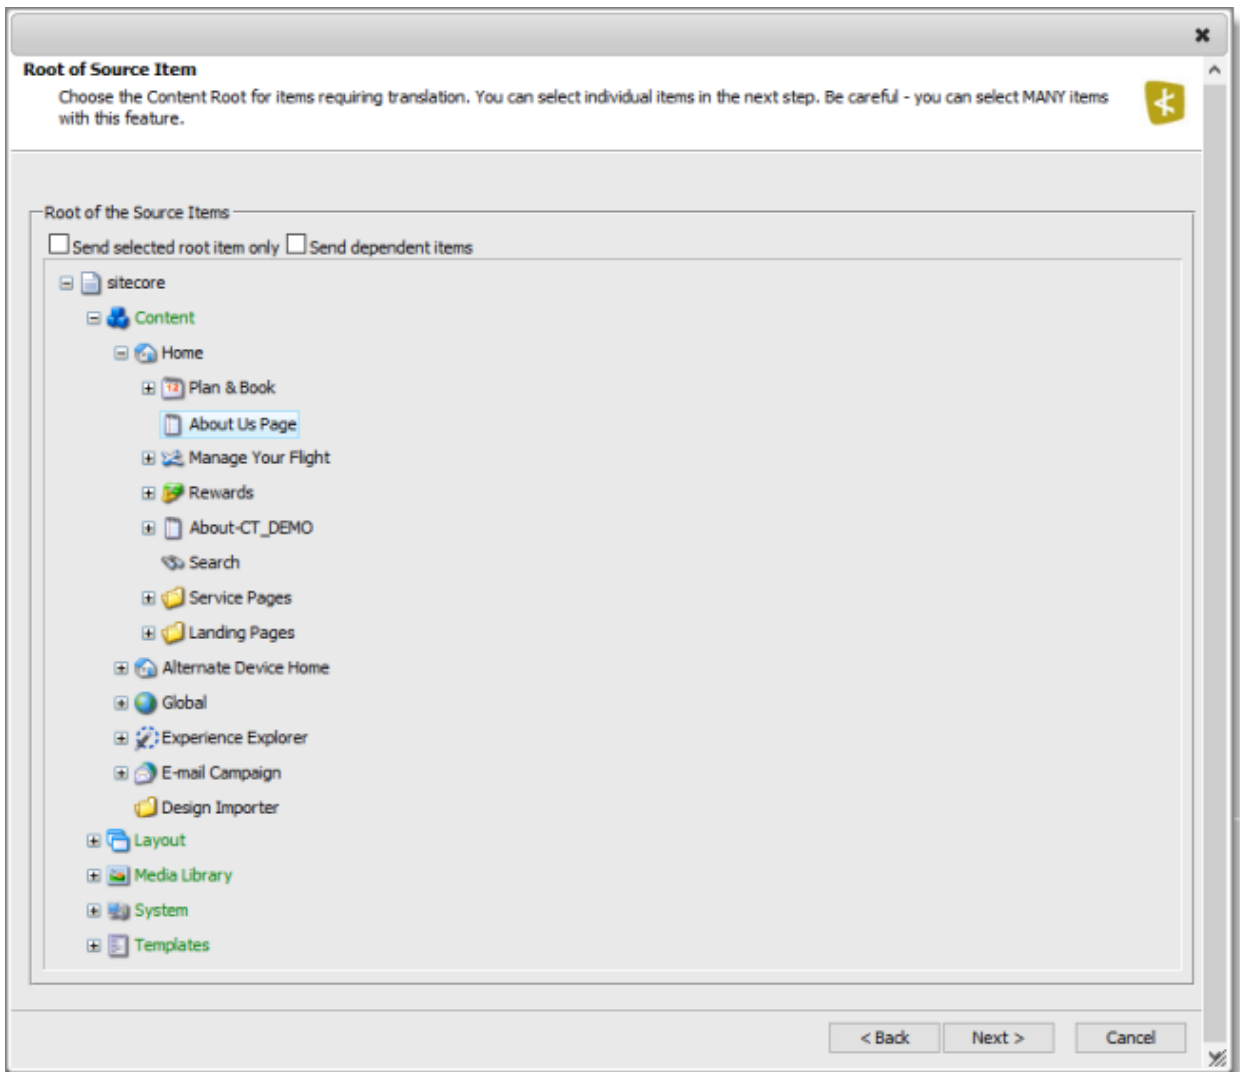 Root of Source Item
Choose the Content Root for items requiring translation. You can select individual items in the next step. Be careful - you can select MANY items
with this feature.
Root of the Source Items
Send selected root item only Send dependent items
sitecore
Content
Home
Plan & Book
About Us Page
Manage Your Flight
Rewards
About-CT_DEMO
Search
Service Pages
Landing Pages
Alternate Device Home
Global
Experience Explorer
E-mail Campaign
Design Importer
Layout
Media Library
System
Templates
< Back Next > Cancel